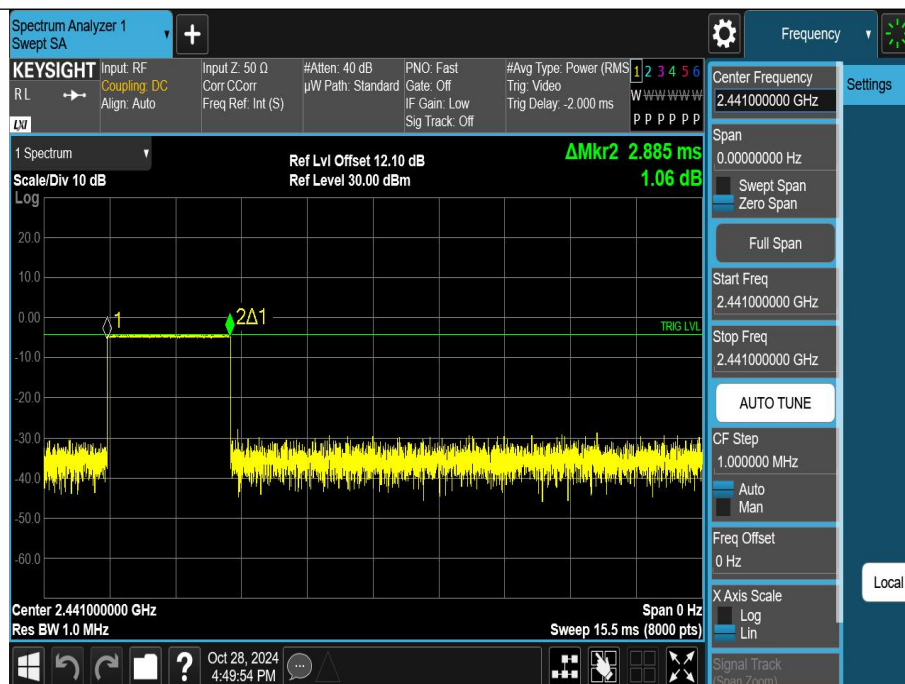 Spectrum Analyzer 1
Swept SA
+
Frequency
KEYSIGHT
RL
LXI
Input: RF
Coupling: DC
Align: Auto
Input Z: 50 Ω
Corr CCorr
Freq Ref: Int (S)
#Atten: 40 dB
µW Path: Standard
PNO: Fast
Gate: Off
IF Gain: Low
Sig Track: Off
#Avg Type: Power (RMS
Trig: Video
Trig Delay: -2.000 ms
1 2 3 4 5 6
W W W W W W
P P P P P P
1 Spectrum
Scale/Div 10 dB
Log
Ref Lvl Offset 12.10 dB
Ref Level 30.00 dBm
ΔMkr2 2.885 ms
1.06 dB
20.0
10.0
0.00
-10.0
-20.0
-30.0
-40.0
-50.0
-60.0
1
2Δ1
TRIG LVL
Center 2.441000000 GHz
Res BW 1.0 MHz
Span 0 Hz
Sweep 15.5 ms (8000 pts)
?
Oct 28, 2024
4:49:54 PM
Center Frequency
2.441000000 GHz
Span
0.00000000 Hz
Swept Span
Zero Span
Full Span
Start Freq
2.441000000 GHz
Stop Freq
2.441000000 GHz
AUTO TUNE
CF Step
1.000000 MHz
Auto
Man
Freq Offset
0 Hz
X Axis Scale
Log
Lin
Signal Track
(Span Zoom)
Settings
Local